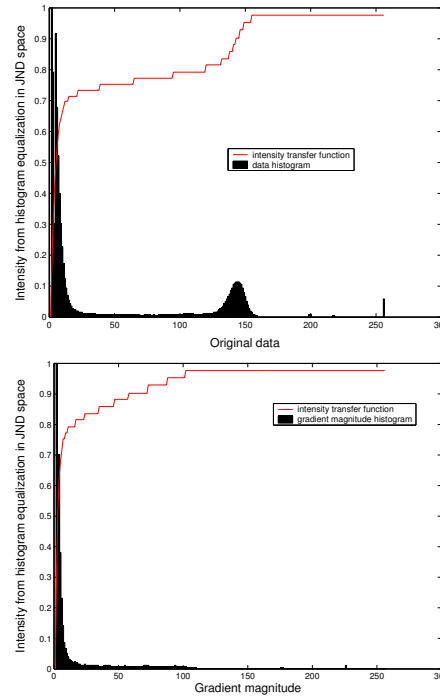 Intensity from histogram equalization in JND space
1
0.9
0.8
0.7
0.6
0.5
0.4
0.3
0.2
0.1
0
intensity transfer function
data histogram
0 50 100 150 200 250 300
Original data
Intensity from histogram equalization in JND space
1
0.9
0.8
0.7
0.6
0.5
0.4
0.3
0.2
0.1
0
intensity transfer function
gradient magnitude histogram
0 50 100 150 200 250 300
Gradient magnitude